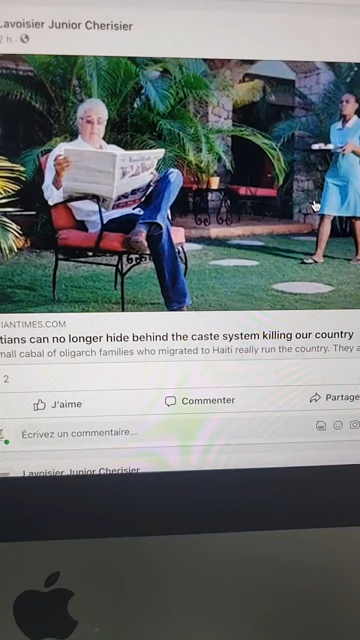 Lavoisier Junior Cherisier
2 h ·
IANTIMES.COM
tians can no longer hide behind the caste system killing our country
mall cabal of oligarch families who migrated to Haiti really run the country. They a
2
J'aime
Commenter
Partage
Écrivez un commentaire...
Lavoisier Junior Cherisier